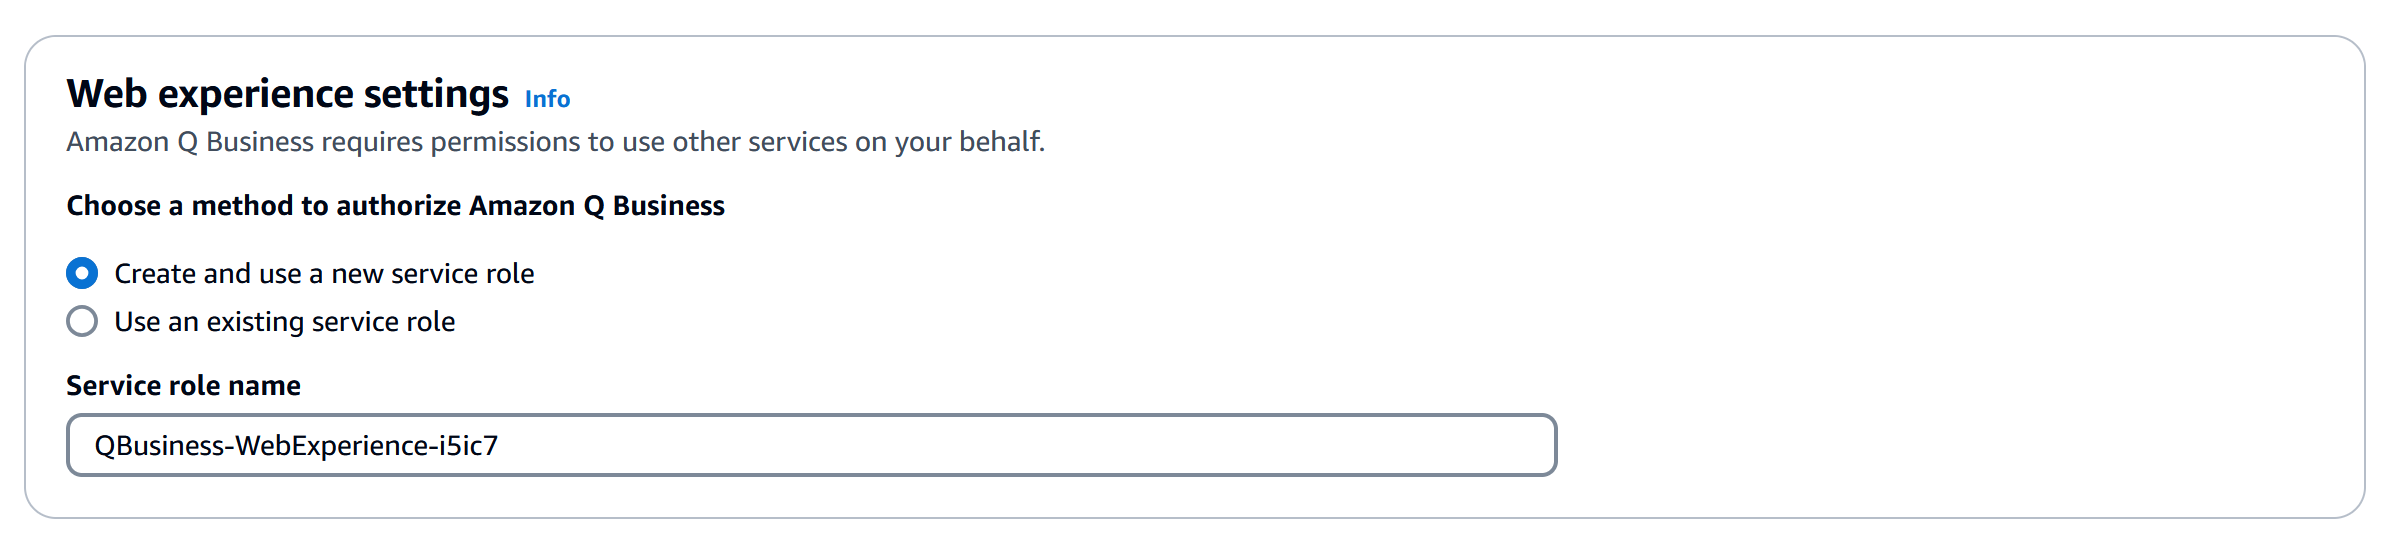 Web experience settings Info
Amazon Q Business requires permissions to use other services on your behalf.
Choose a method to authorize Amazon Q Business
Create and use a new service role
Use an existing service role
Service role name
QBusiness-WebExperience-i5ic7